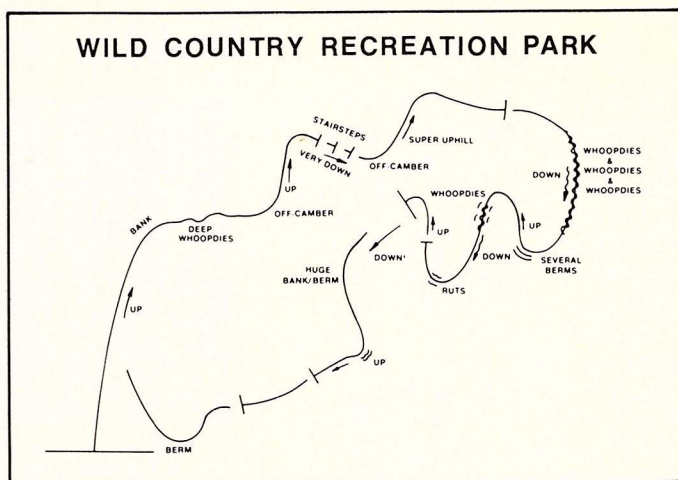 WILD COUNTRY RECREATION PARK
STAIRSTEPS
VERY DOWN
SUPER UPHILL
OFF-CAMBER
WHOOPDIES
&
WHOOPDIES
&
WHOOPDIES
DOWN
UP
WHOOPDIES
BANK
DEEP
WHOOPDIES
OFF-CAMBER
UP
UP
DOWN
SEVERAL
BERMS
DOWN'
HUGE
BANK/BERM
RUTS
UP
UP
BERM